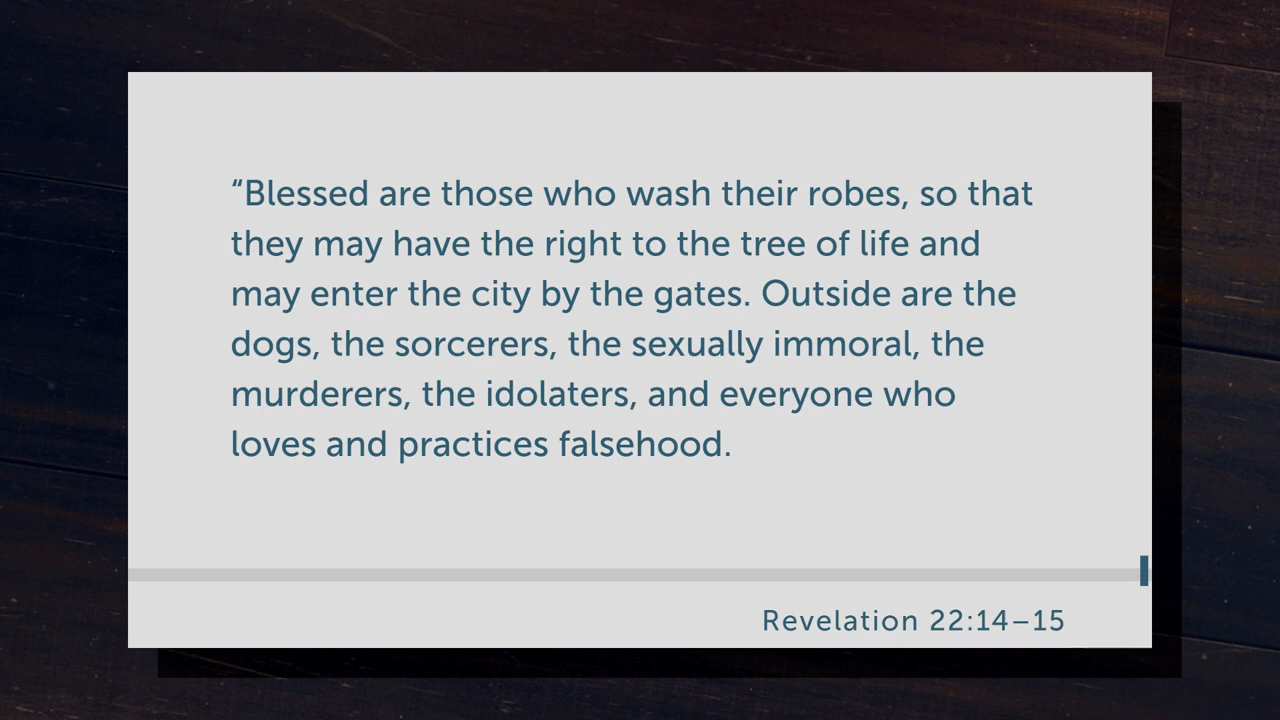 “Blessed are those who wash their robes, so that
they may have the right to the tree of life and
may enter the city by the gates. Outside are the
dogs, the sorcerers, the sexually immoral, the
murderers, the idolaters, and everyone who
loves and practices falsehood.
Revelation 22:14–15